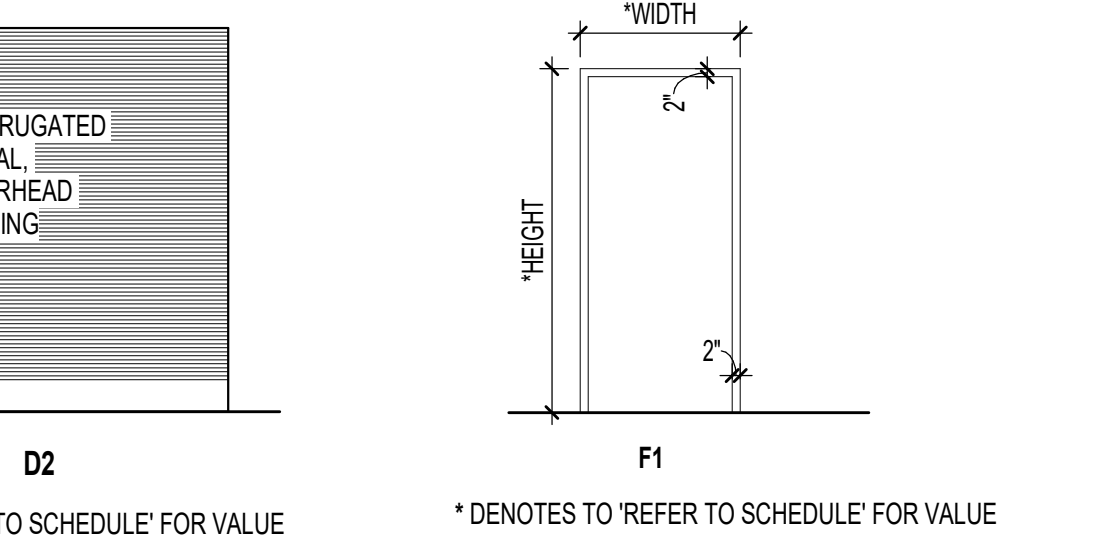 RUGATED
AL,
RHEAD
ING
D2
TO SCHEDULE' FOR VALUE
*WIDTH
2"
*HEIGHT
2"
F1
* DENOTES TO 'REFER TO SCHEDULE' FOR VALUE